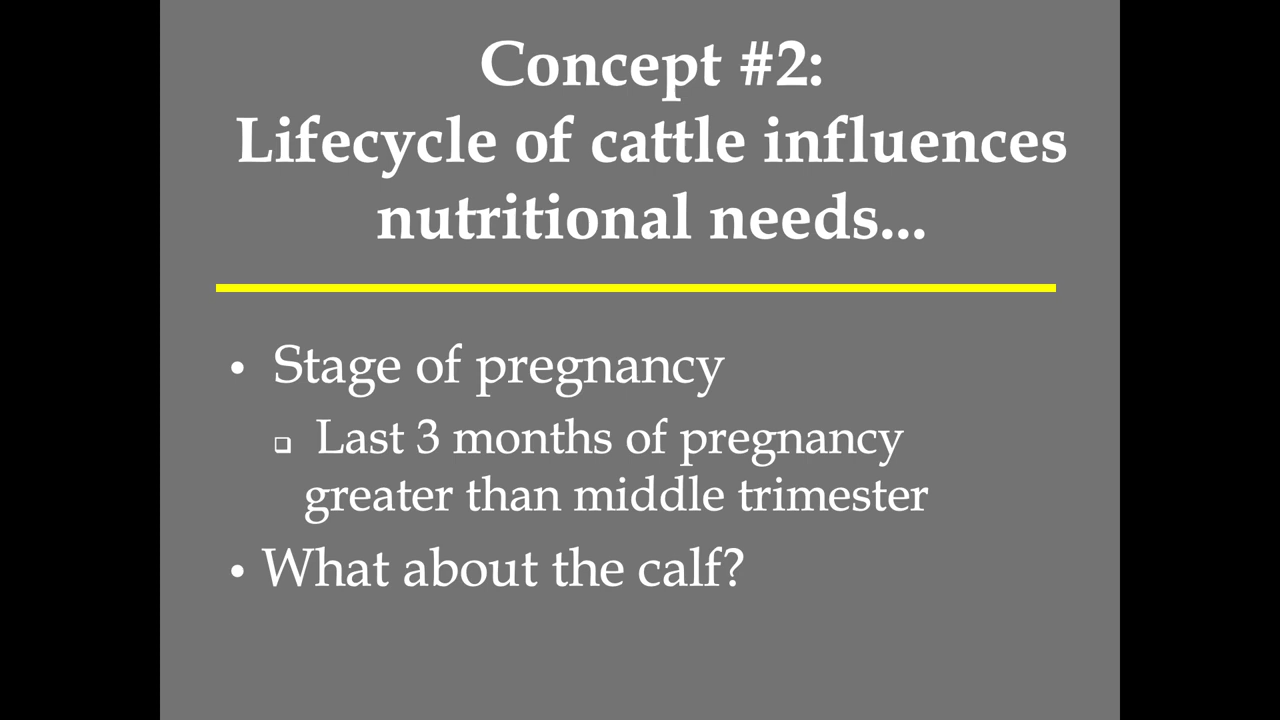 Concept #2:
Lifecycle of cattle influences
nutritional needs...
• Stage of pregnancy
❑ Last 3 months of pregnancy
greater than middle trimester
• What about the calf?